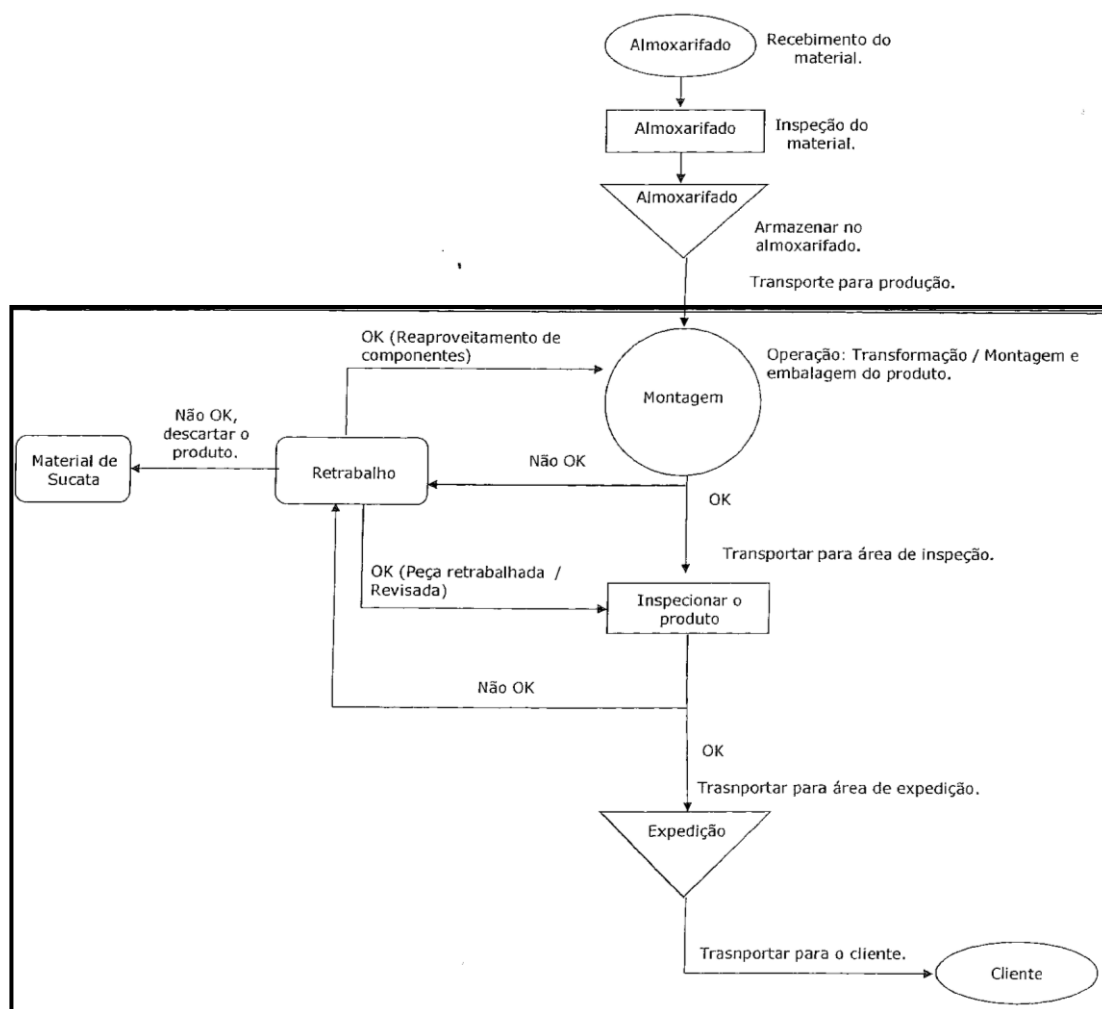 Almoxarifado
Recebimento do
material.
Almoxarifado
Inspeção do
material.
Almoxarifado
Armazenar no
almoxarifado.
Transporte para produção.
OK (Reaproveitamento de
componentes)
Operação: Transformação / Montagem e
embalagem do produto.
Montagem
Não OK,
descartar o
produto.
Material de
Sucata
Retrabalho
Não OK
OK
Transportar para área de inspeção.
OK (Peça retrabalhada /
Revisada)
Inspecionar o
produto
Não OK
OK
Trasnportar para área de expedição.
Expedição
Trasnportar para o cliente.
Cliente